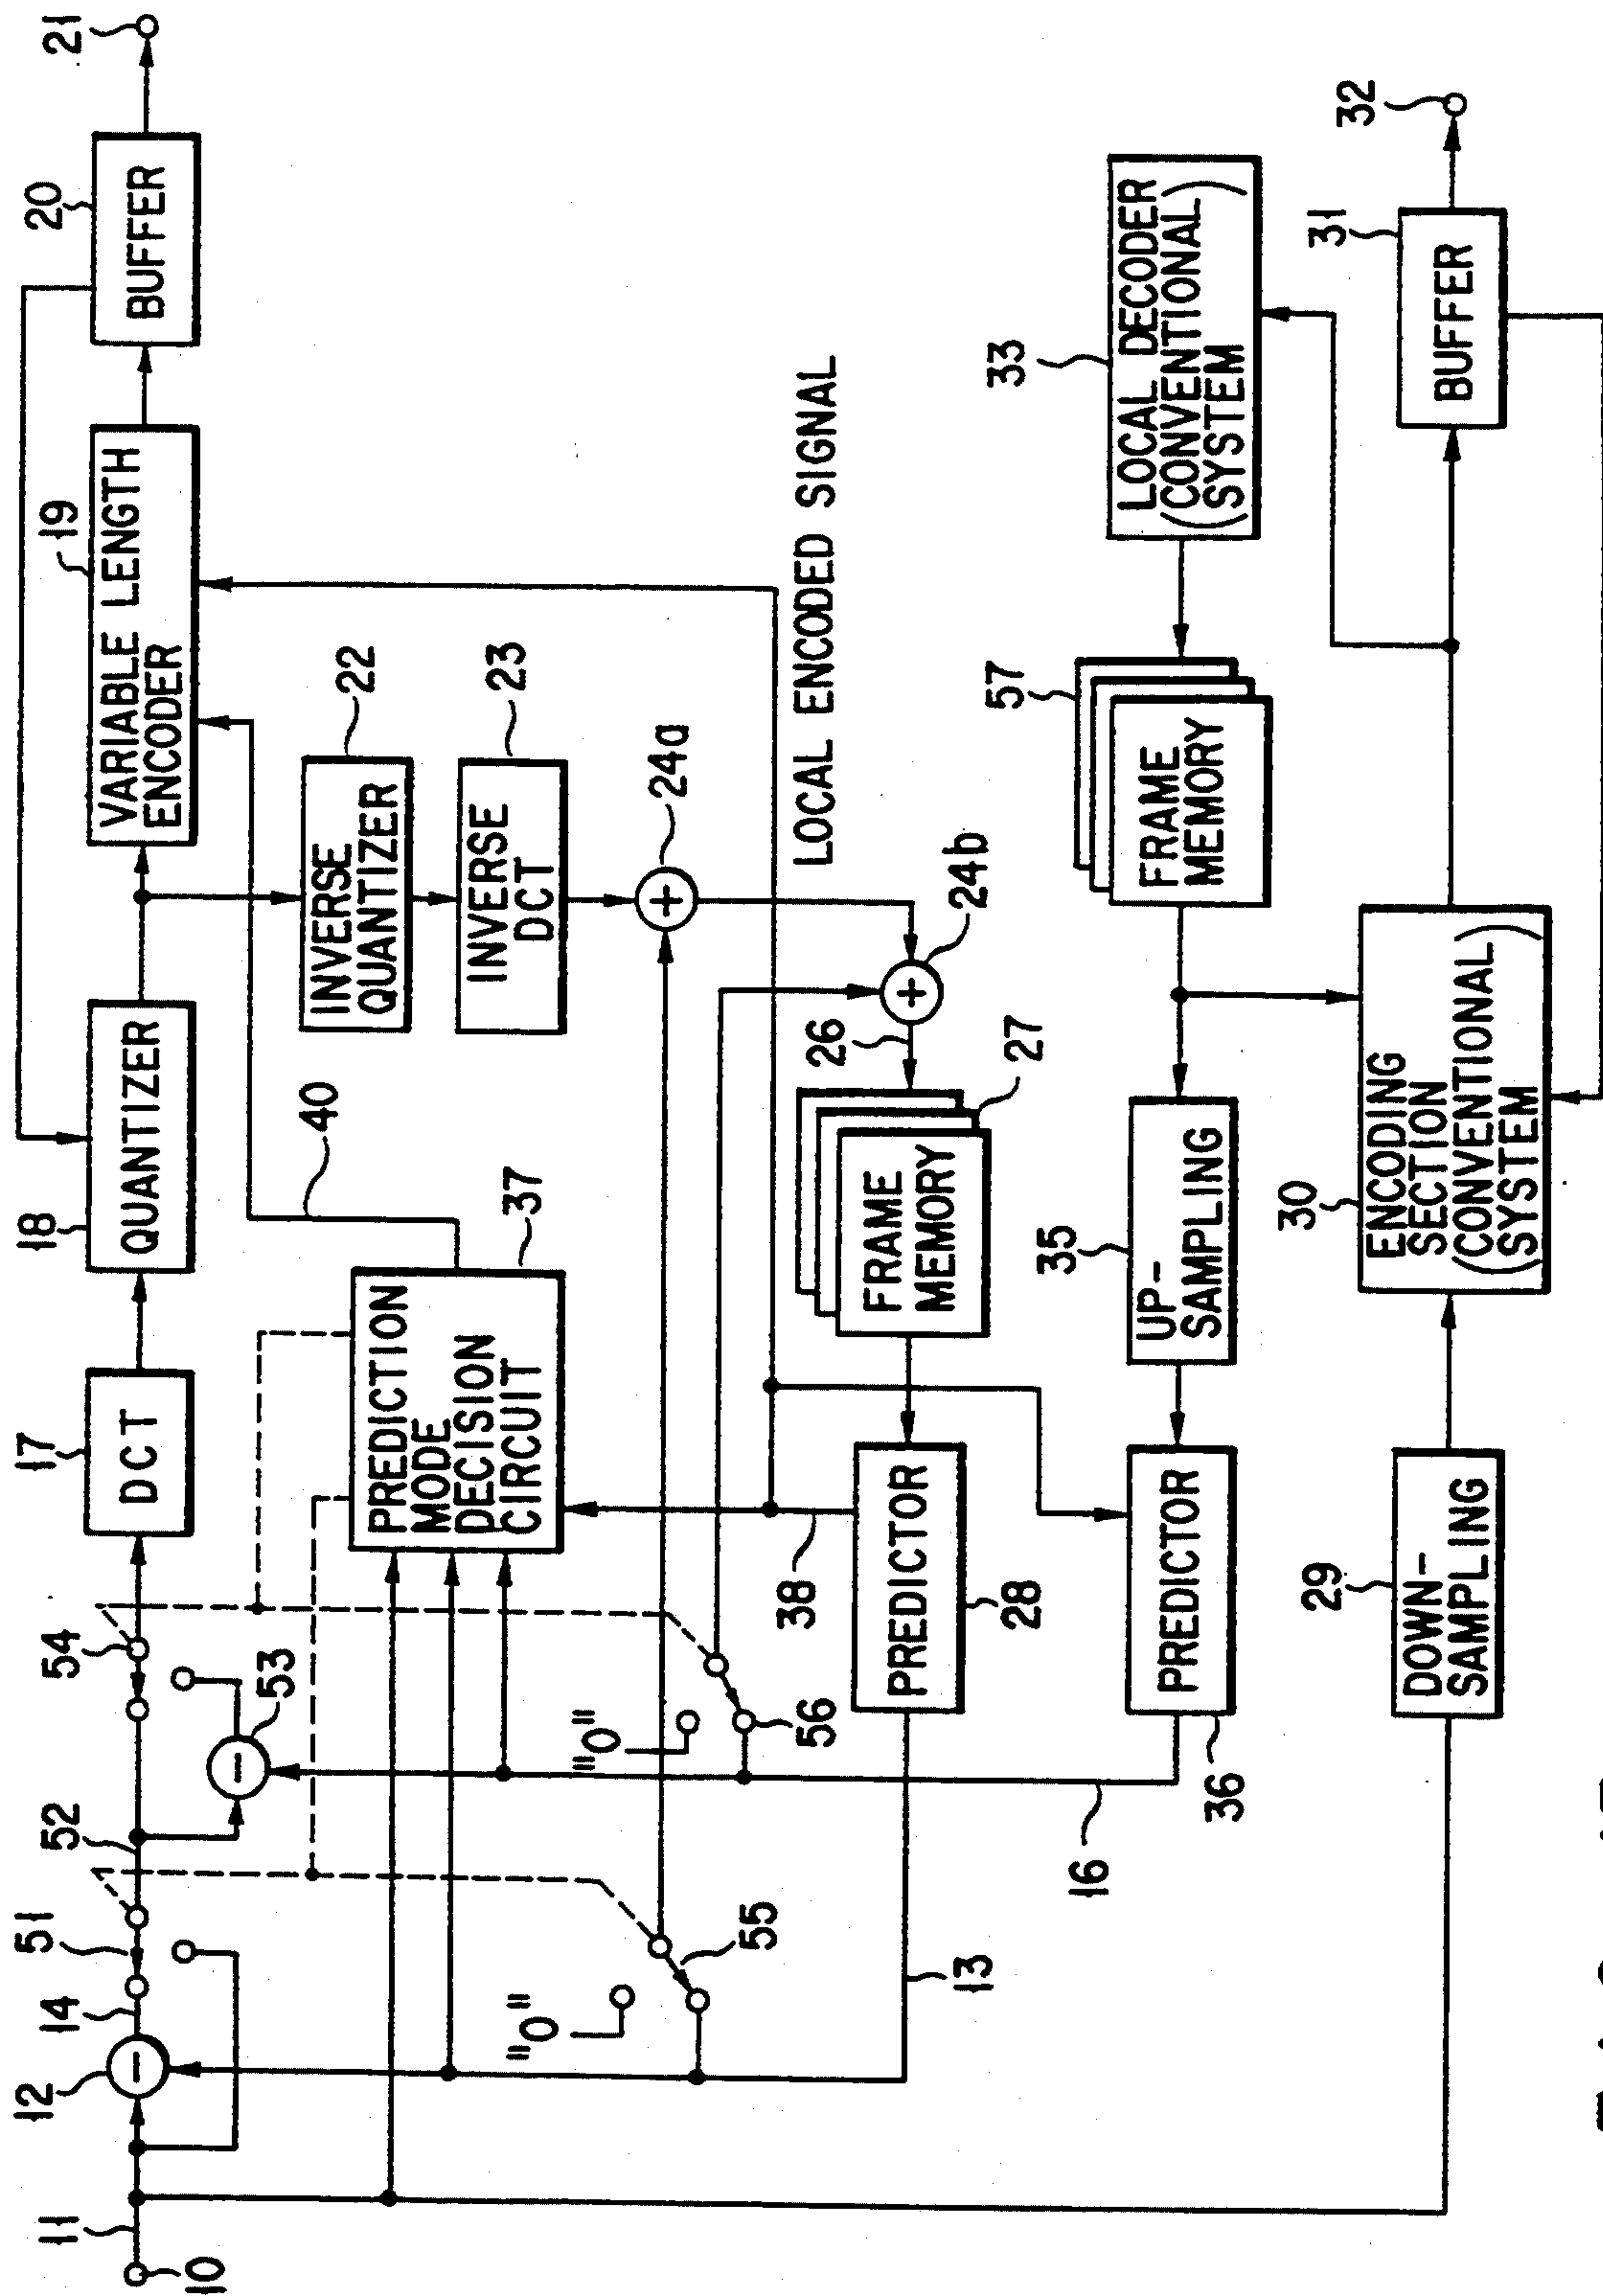 10
11
12
14
51
52
53
54
17
DCT
18
QUANTIZER
19
VARIABLE LENGTH
ENCODER
20
BUFFER
21
40
37
PREDICTION
MODE
DECISION
CIRCUIT
22
INVERSE
QUANTIZER
23
INVERSE
DCT
24a
+
24b
+
LOCAL ENCODED SIGNAL
"0"
55
"0"
56
13
38
PREDICTOR
28
26
27
FRAME
MEMORY
16
36
PREDICTOR
35
UP-
SAMPLING
57
FRAME
MEMORY
33
LOCAL DECODER
(CONVENTIONAL
SYSTEM)
29
DOWN-
SAMPLING
30
ENCODING
SECTION
(CONVENTIONAL
SYSTEM)
31
BUFFER
32